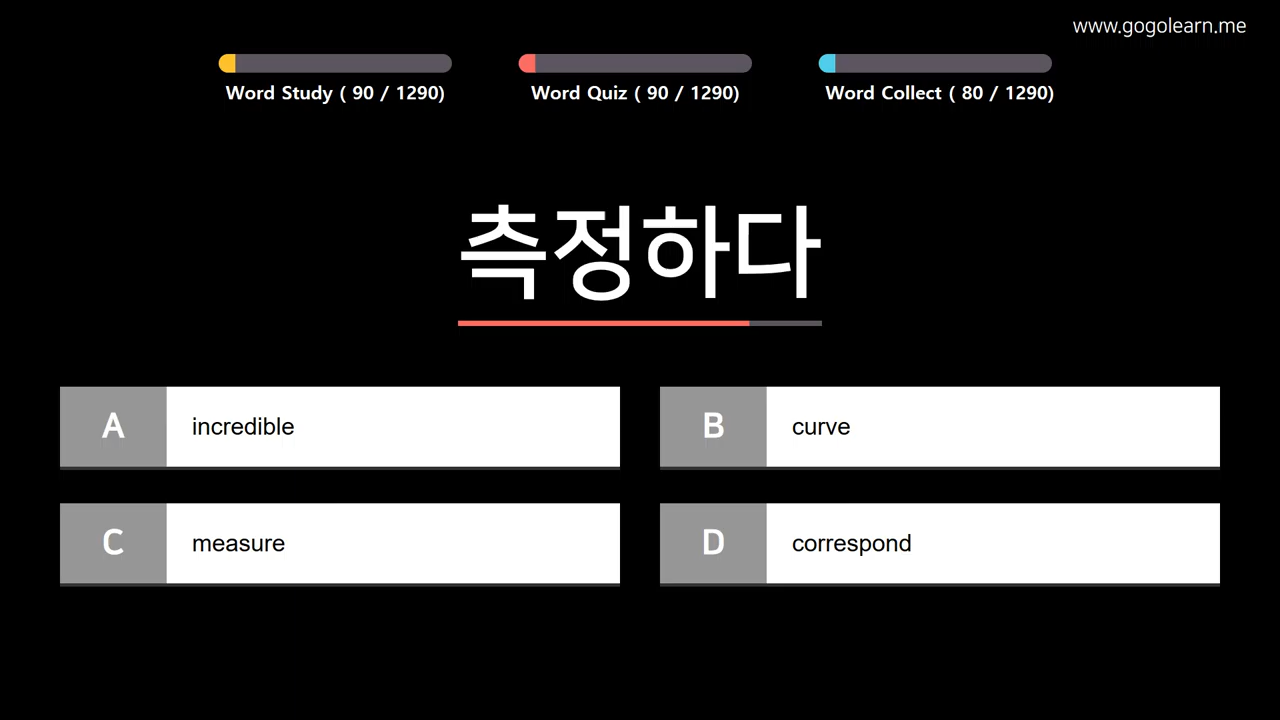 www.gogolearn.me
Word Study ( 90 / 1290)
Word Quiz ( 90 / 1290)
Word Collect ( 80 / 1290)
측정하다
A incredible
B curve
C measure
D correspond